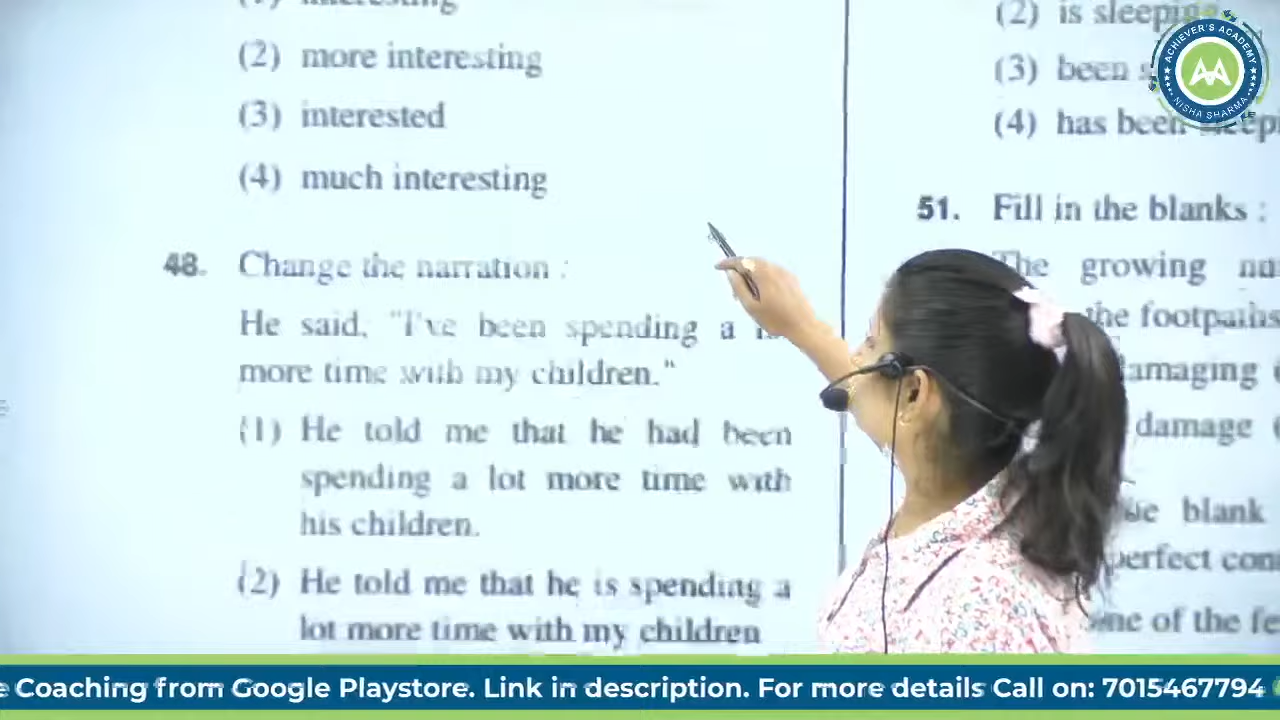 (2) more interesting
(3) interested
(4) much interesting
48. Change the narration :
He said, "I've been spending a
more time with my children."
(1) He told me that he had been
spending a lot more time with
his children.
(2) He told me that he is spending a
lot more time with my children
(2) is sleeping
(3) been
(4) has been
51. Fill in the blanks :
The growing
the footpaths
damage
blank
perfect
of the
ACHIEVER'S ACADEMY
NISHA SHARMA
Coaching from Google Playstore. Link in description. For more details Call on: 7015467794